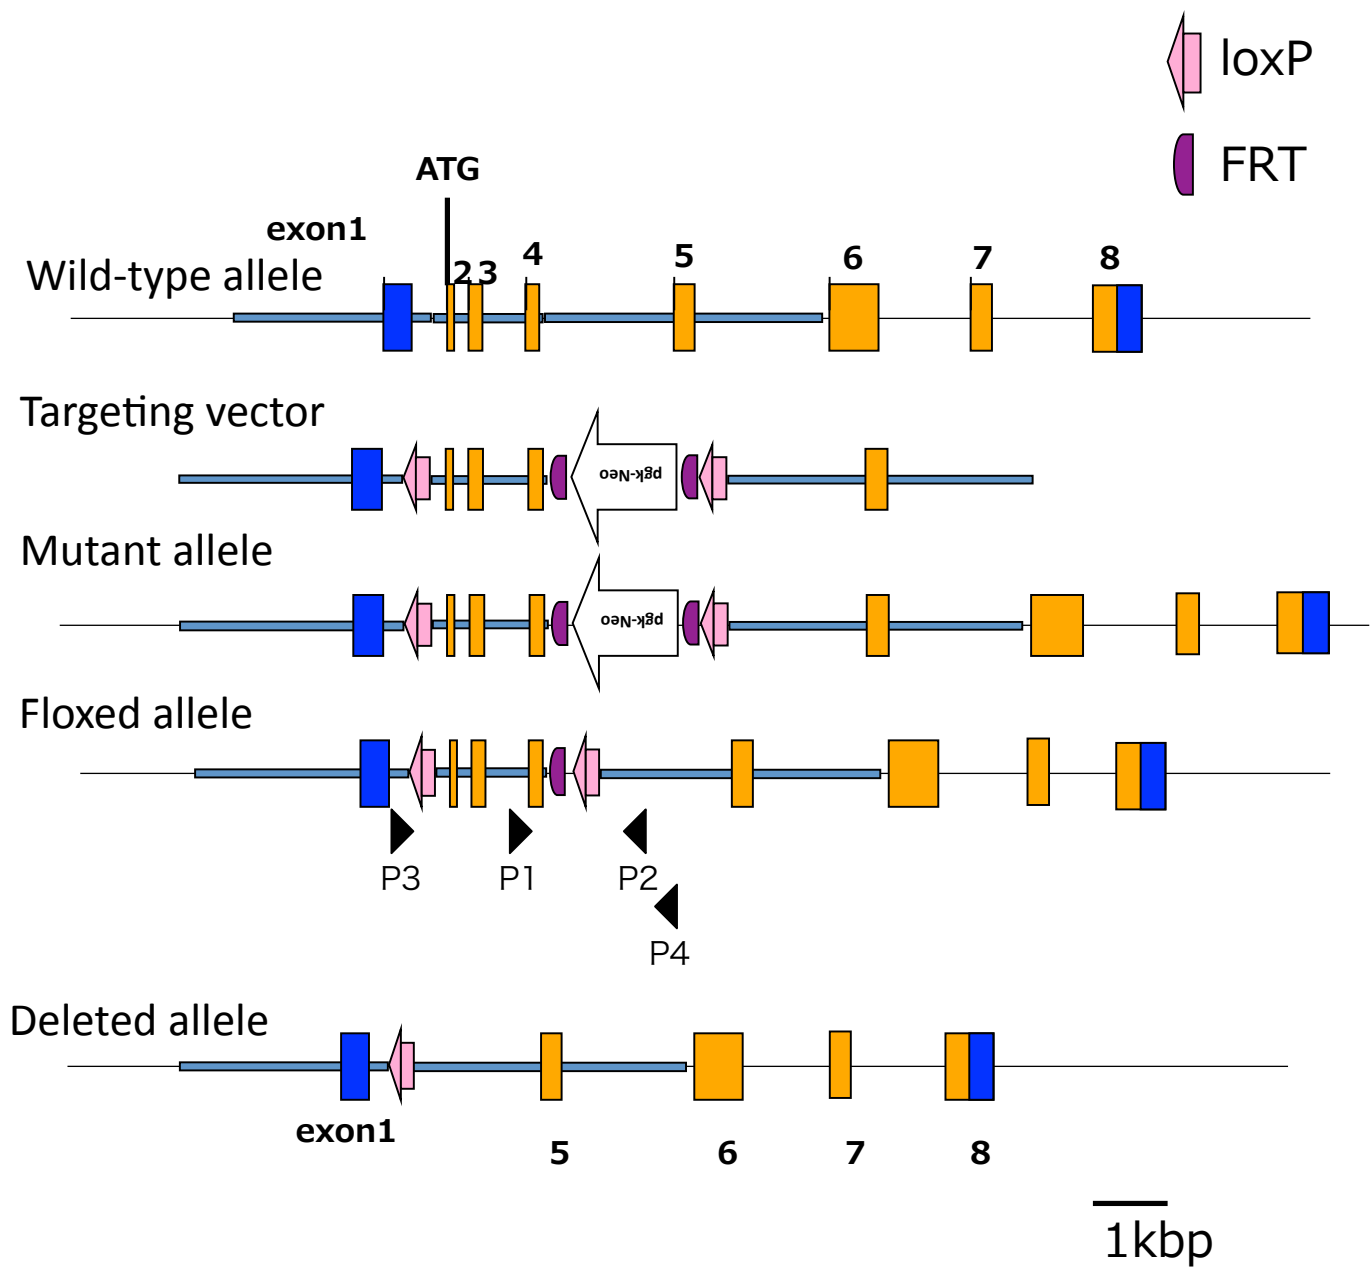 loxP
FRT
ATG
exon1
Wild-type allele
2 3 4 5 6 7 8
Targeting vector
pgk-Neo
Mutant allele
pgk-Neo
Floxed allele
P3 P1 P2
P4
Deleted allele
exon1
5 6 7 8
1kbp